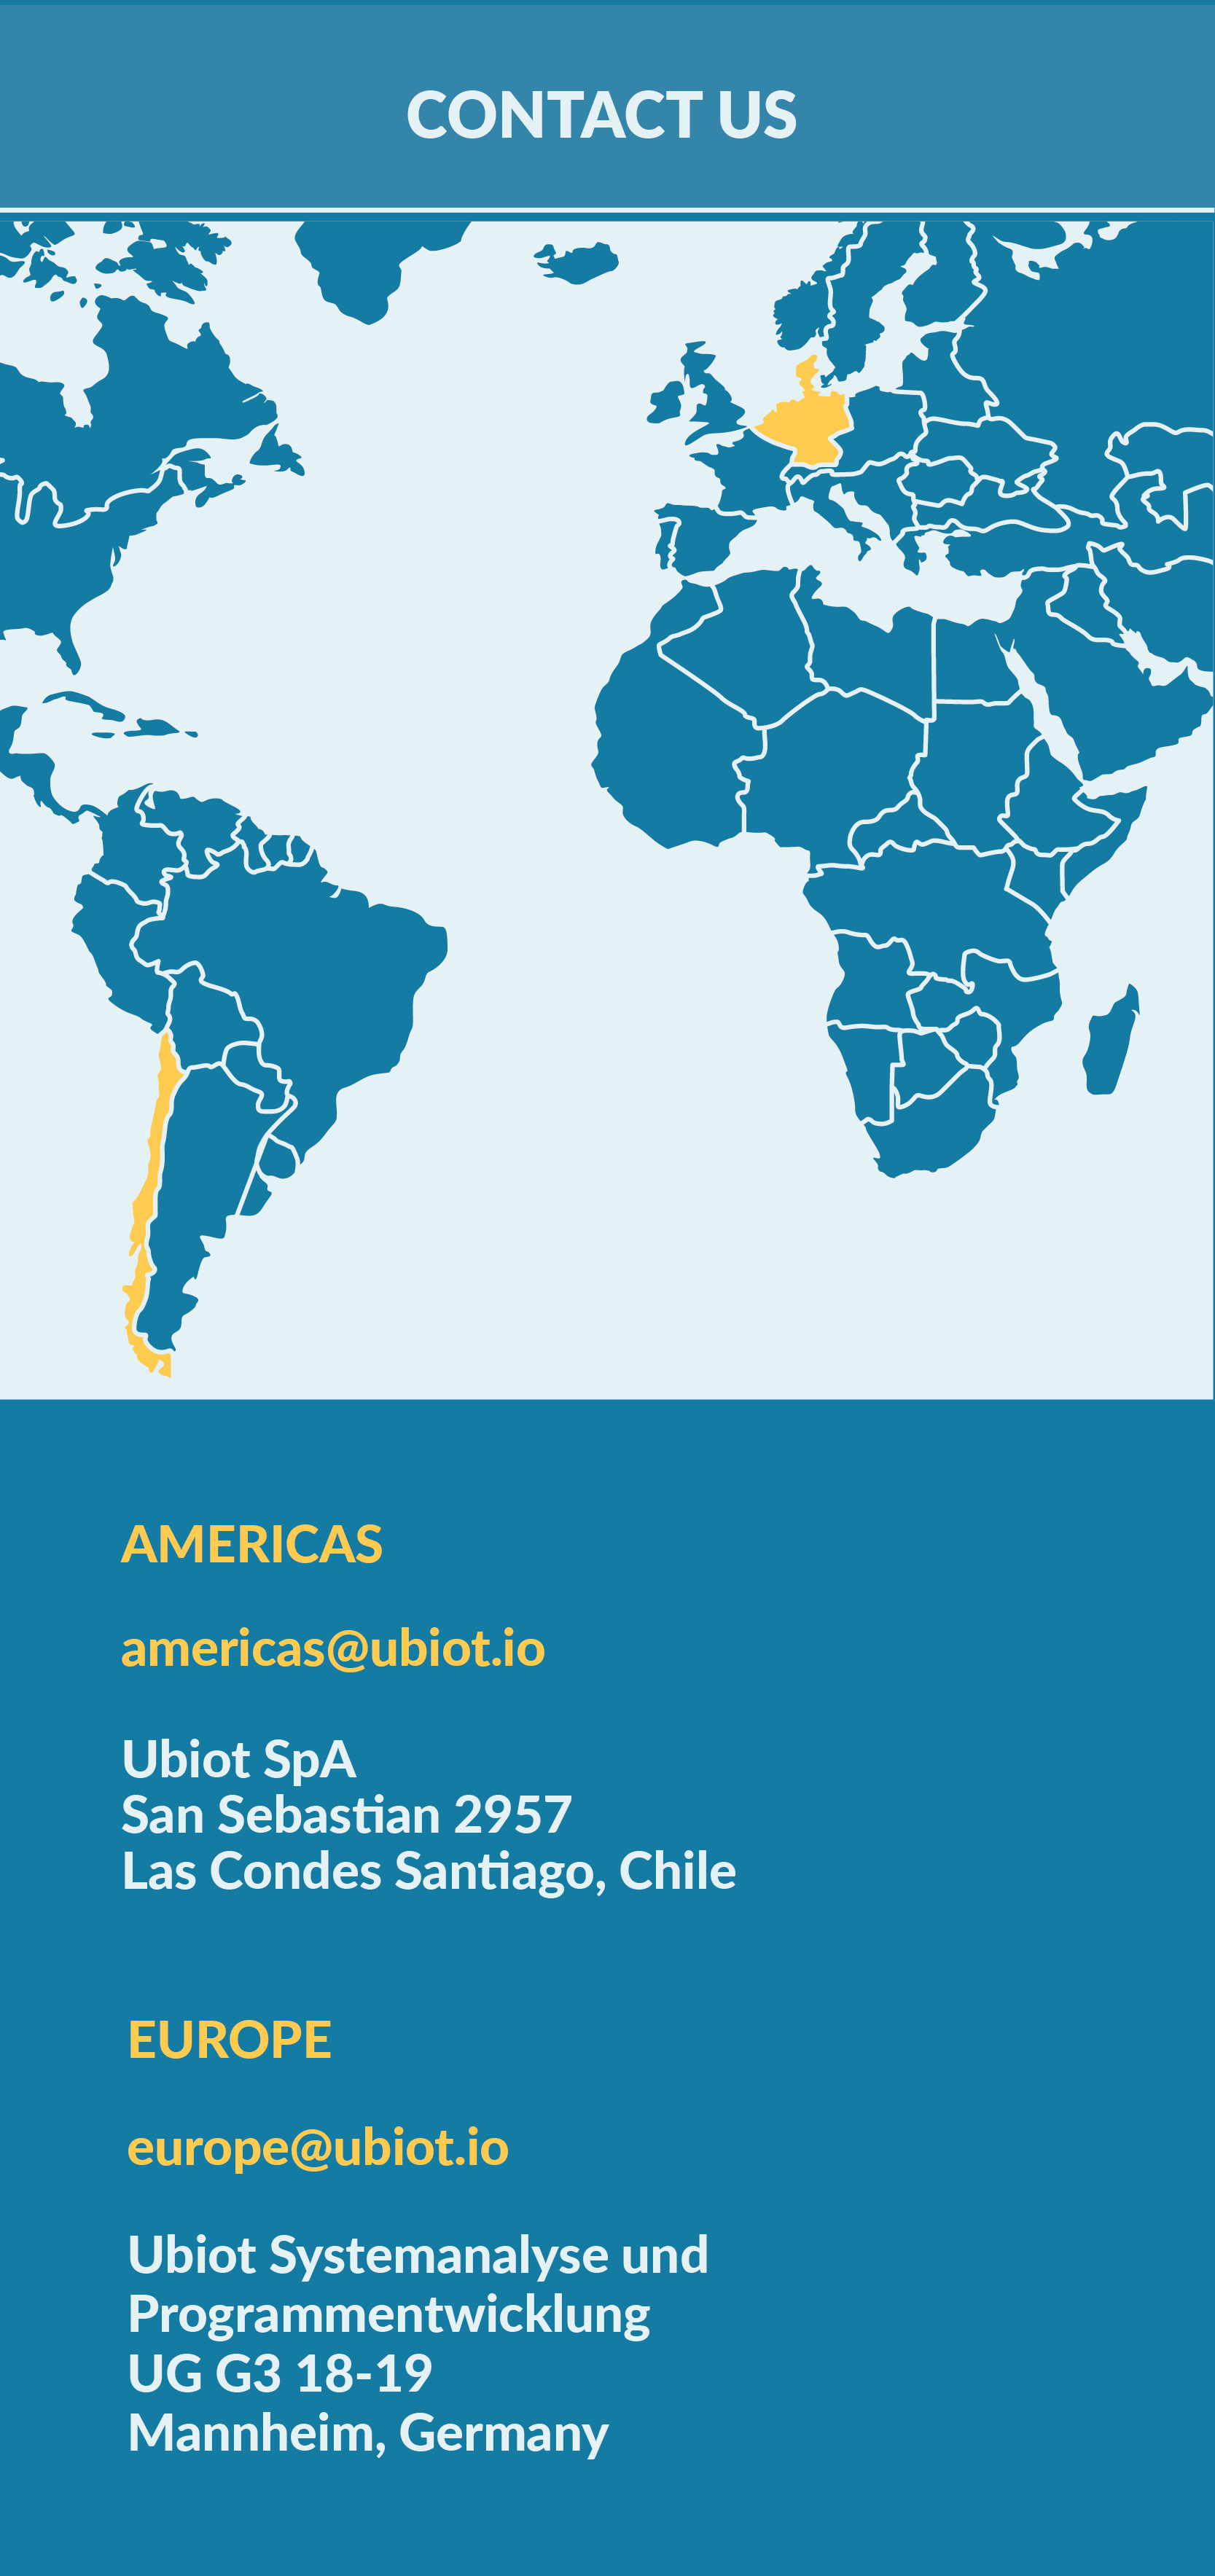 CONTACT US
AMERICAS
americas@ubiot.io
Ubiot SpA
San Sebastian 2957
Las Condes Santiago, Chile
EUROPE
europe@ubiot.io
Ubiot Systemanalyse und
Programmentwicklung
UG G3 18-19
Mannheim, Germany